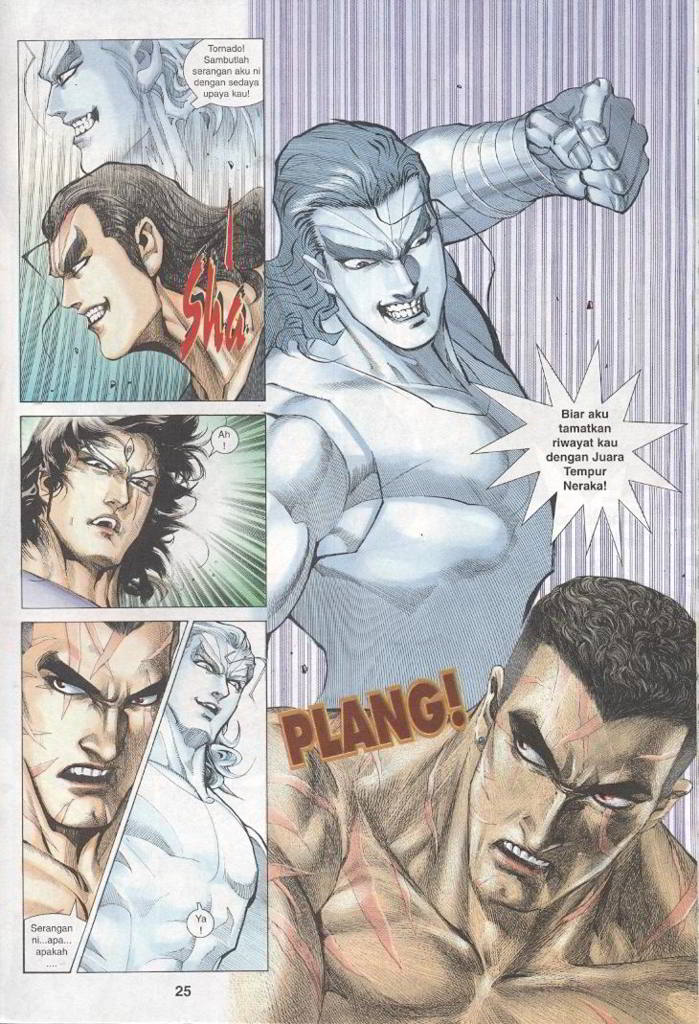 Tornado!
Sambutlah
serangan aku ni
dengan sedaya
upaya kau!
Sha
Ah
!
Biar aku
tamatkan
riwayat kau
dengan Juara
Tempur
Neraka!
PLANG!
Serangan
ni...apa...
apakah
....
Ya
!
25